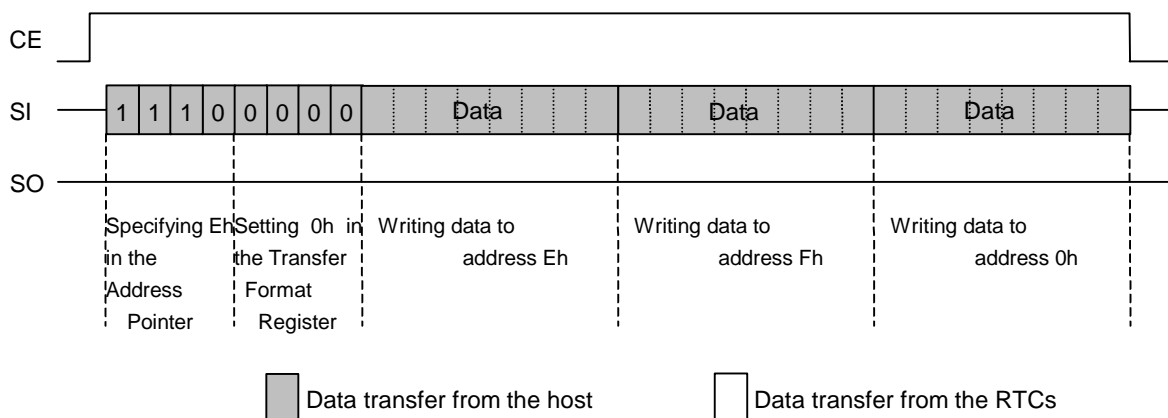 CE
SI 1 1 1 0 0 0 0 0 Data Data Data
SO
Specifying Eh
in the
Address
Pointer
Setting 0h in
the Transfer
Format
Register
Writing data to
address Eh
Writing data to
address Fh
Writing data to
address 0h
Data transfer from the host
Data transfer from the RTCs